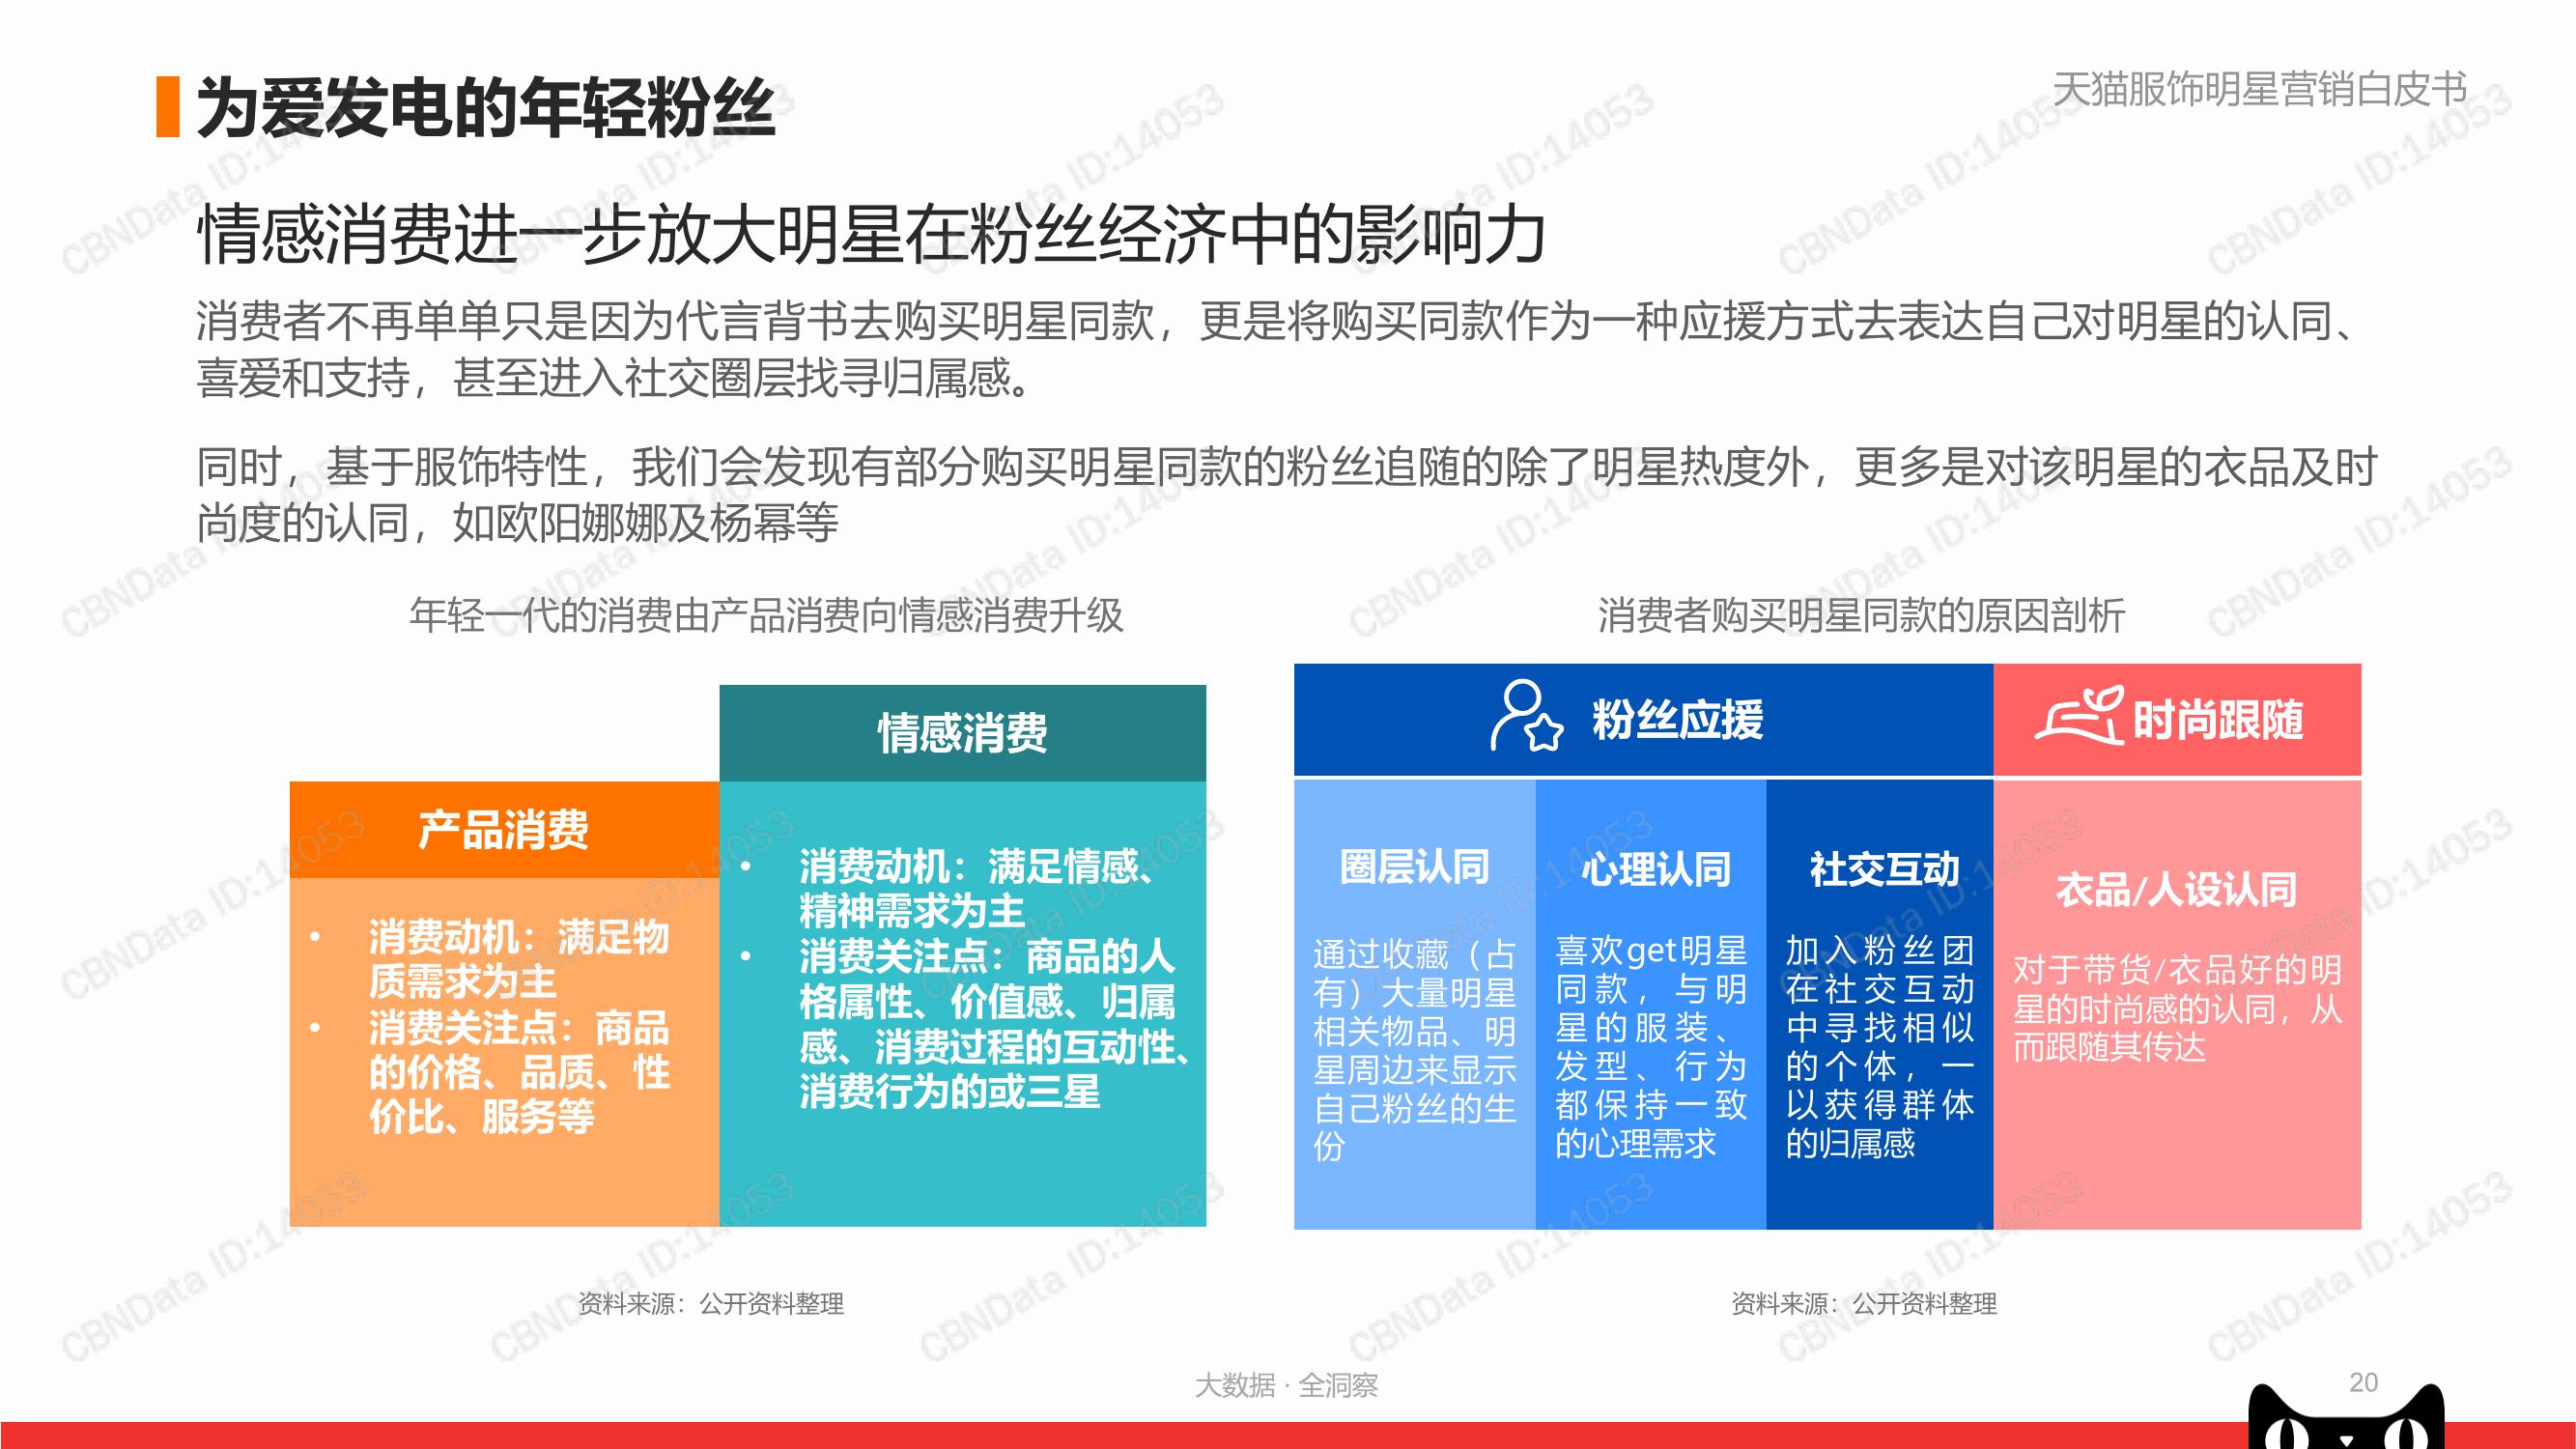 为爱发电的年轻粉丝
天猫服饰明星营销白皮书
情感消费进一步放大明星在粉丝经济中的影响力
消费者不再单单只是因为代言背书去购买明星同款，更是将购买同款作为一种应援方式去表达自己对明星的认同、
喜爱和支持，甚至进入社交圈层找寻归属感。
同时，基于服饰特性，我们会发现有部分购买明星同款的粉丝追随的除了明星热度外，更多是对该明星的衣品及时
尚度的认同，如欧阳娜娜及杨幂等
年轻一代的消费由产品消费向情感消费升级
产品消费
• 消费动机：满足物
质需求为主
• 消费关注点：商品
的价格、品质、性
价比、服务等
情感消费
• 消费动机：满足情感、
精神需求为主
• 消费关注点：商品的人
格属性、价值感、归属
感、消费过程的互动性、
消费行为的或三星
资料来源：公开资料整理
消费者购买明星同款的原因剖析
粉丝应援
时尚跟随
圈层认同
通过收藏（占
有）大量明星
相关物品、明
星周边来显示
自己粉丝的生
份
心理认同
喜欢get明星
同款，与明
星的服装、
发型、行为
都保持一致
的心理需求
社交互动
加入粉丝团
在社交互动
中寻找相似
的个体，一
以获得群体
的归属感
衣品/人设认同
对于带货/衣品好的明
星的时尚感的认同，从
而跟随其传达
资料来源：公开资料整理
大数据 · 全洞察
20
CBNData ID:14053